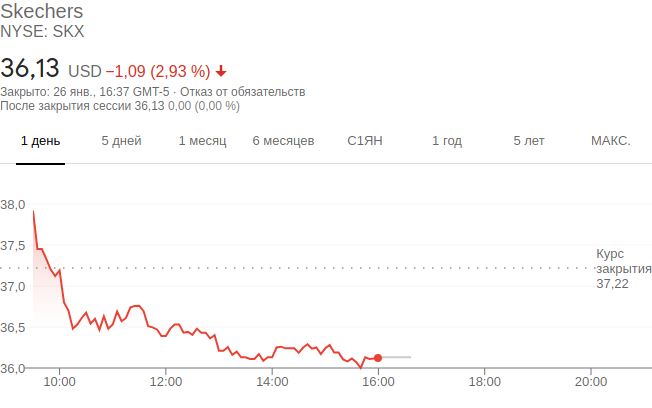 Skechers
NYSE: SKX
36,13 USD −1,09 (2,93 %)
Закрыто: 26 янв., 16:37 GMT-5 · Отказ от обязательств
После закрытия сессии 36,13 0,00 (0,00 %)
1 день 5 дней 1 месяц 6 месяцев С1ЯН 1 год 5 лет МАКС.
38,0
37,5
Курс
закрытия
37,22
37,0
36,5
36,0
10:00 12:00 14:00 16:00 18:00 20:00